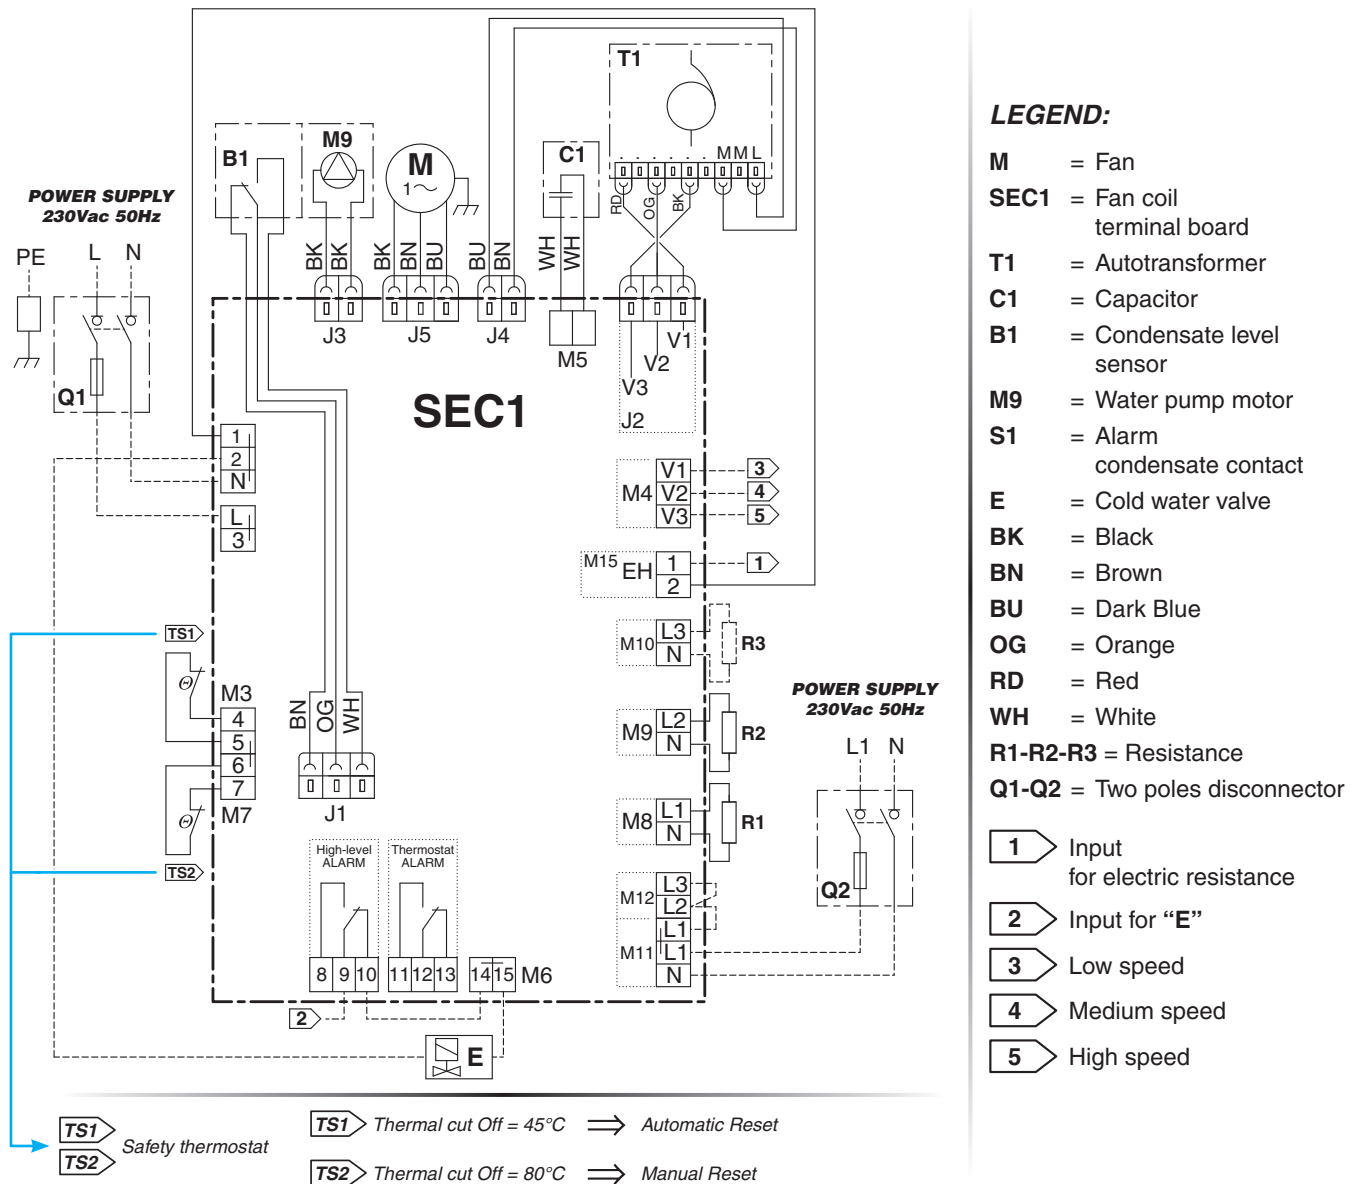 T1
M M L
RD
OG
BK
B1
M9
M
1~
C1
POWER SUPPLY
230Vac 50Hz
PE
L
N
BK
BK
BK
BN
BU
BU
BN
WH
WH
J3
J5
J4
M5
V1
V2
V3
J2
Q1
SEC1
1
2
N
L
3
M4
V1
V2
V3
3
4
5
M15
EH
1
2
1
TS1
M10
L3
N
R3
Θ
M3
4
5
6
7
M7
Θ
TS2
BN
OG
WH
J1
M9
L2
N
R2
POWER SUPPLY
230Vac 50Hz
L1
N
M8
L1
N
R1
High-level
ALARM
Thermostat
ALARM
Q2
M12
L3
L2
M11
L1
L1
N
8 9 10
11 12 13
14 15
M6
2
E
TS1
TS2
Safety thermostat
TS1 Thermal cut Off = 45°C ⇒ Automatic Reset
TS2 Thermal cut Off = 80°C ⇒ Manual Reset
LEGEND:
M = Fan
SEC1 = Fan coil
terminal board
T1 = Autotransformer
C1 = Capacitor
B1 = Condensate level
sensor
M9 = Water pump motor
S1 = Alarm
condensate contact
E = Cold water valve
BK = Black
BN = Brown
BU = Dark Blue
OG = Orange
RD = Red
WH = White
R1-R2-R3 = Resistance
Q1-Q2 = Two poles disconnector
1 Input
for electric resistance
2 Input for “E”
3 Low speed
4 Medium speed
5 High speed